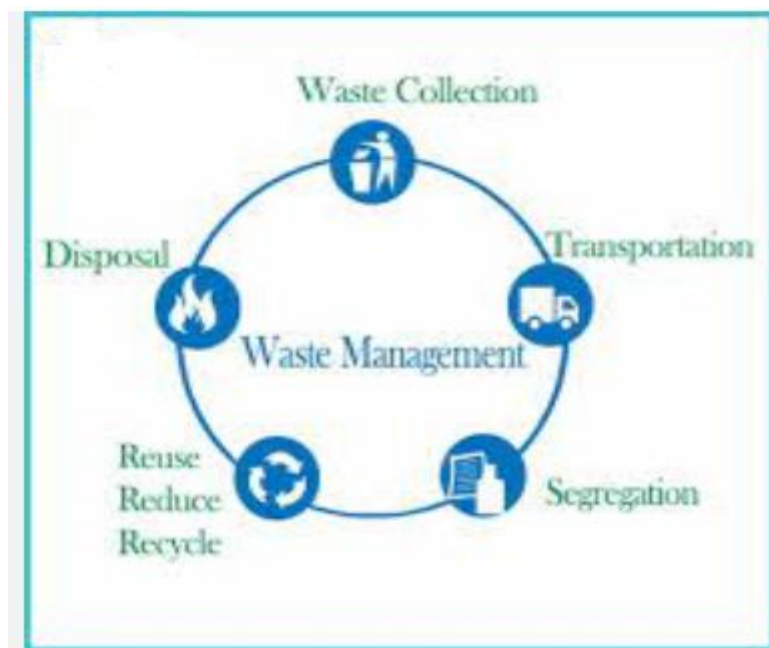 Waste Collection
Transportation
Disposal
Waste Management
Reuse
Reduce
Recycle
Segregation